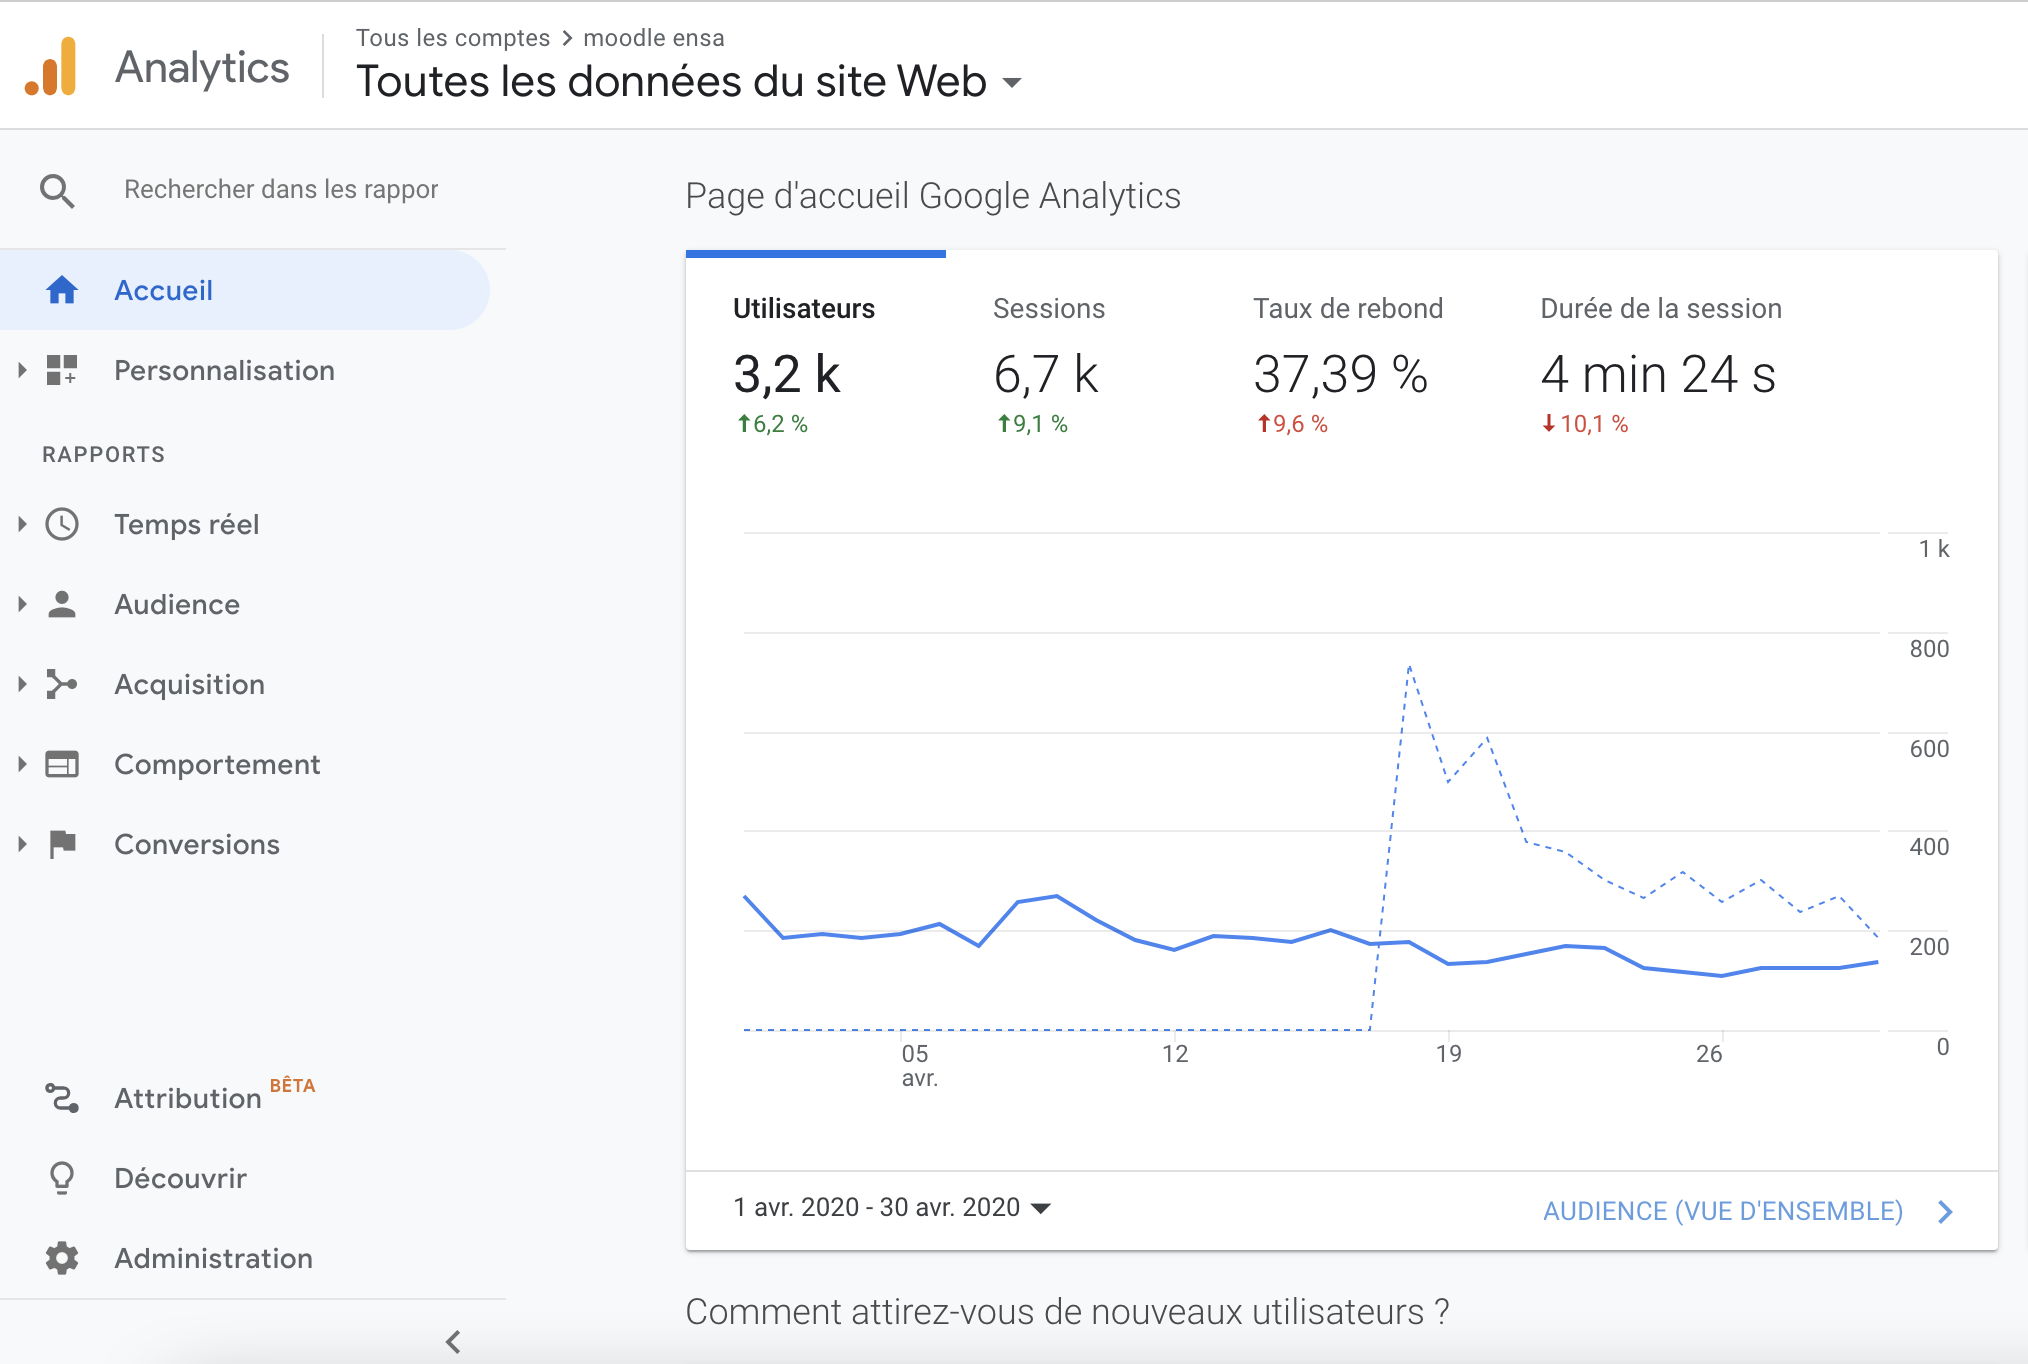 Analytics
Tous les comptes > moodle ensa
Toutes les données du site Web
Rechercher dans les rappor
Accueil
Personnalisation
RAPPORTS
Temps réel
Audience
Acquisition
Comportement
Conversions
Attribution BÊTA
Découvrir
Administration
Page d'accueil Google Analytics
Utilisateurs
3,2 k
↑6,2 %
Sessions
6,7 k
↑9,1 %
Taux de rebond
37,39 %
↑9,6 %
Durée de la session
4 min 24 s
↓10,1 %
1 k
800
600
400
200
0
05
avr.
12
19
26
1 avr. 2020 - 30 avr. 2020
AUDIENCE (VUE D'ENSEMBLE)
Comment attirez-vous de nouveaux utilisateurs ?